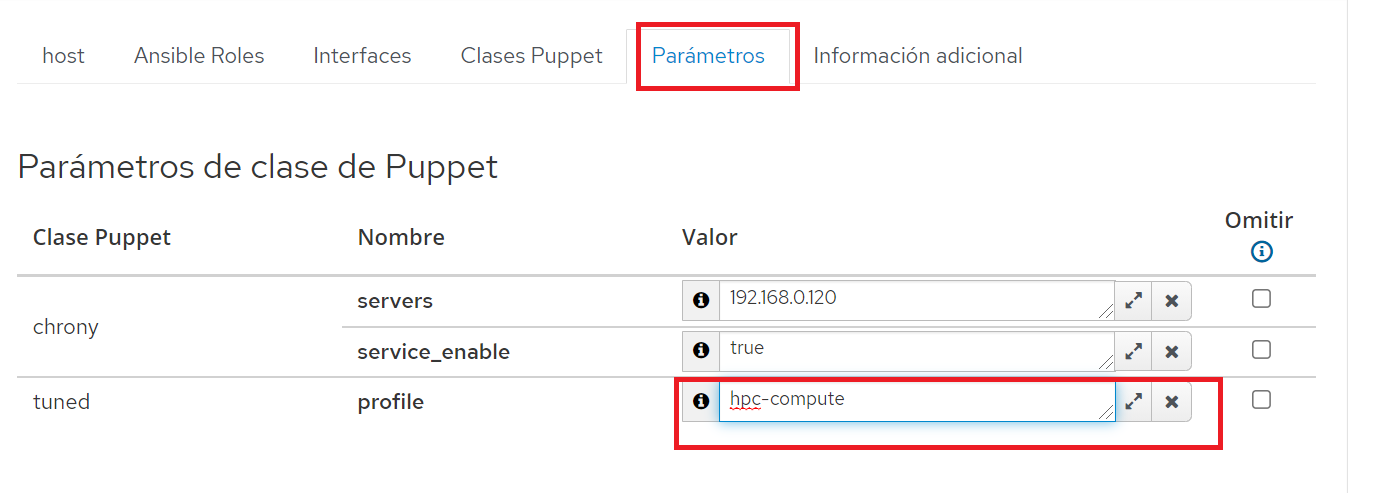 host Ansible Roles Interfaces Clases Puppet Parámetros Información adicional
Parámetros de clase de Puppet
Clase Puppet Nombre Valor Omitir
chrony
servers 192.168.0.120
service_enable true
tuned profile hpc-compute